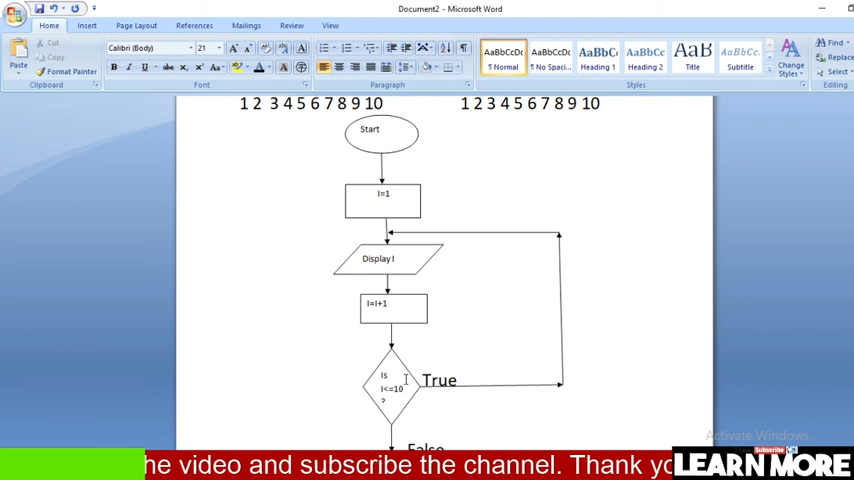 Document2 - Microsoft Word
Home Insert Page Layout References Mailings Review View
Cut
Copy
Paste
Format Painter
Clipboard
Calibri (Body) 21
Font
Paragraph
AaBbCcDc AaBbCcDc AaBbC AaBbCc AaB AaBbCc.
¶ Normal ¶ No Spaci... Heading 1 Heading 2 Title Subtitle
Change
Styles
Styles
Find
Replace
Select
Editing
1 2 3 4 5 6 7 8 9 10 1 2 3 4 5 6 7 8 9 10
Start
I=1
Display I
I=I+1
Is
I<=10
?
True
False
Activate Windows
Subscribe
he video and subscribe the channel. Thank yo
LEARN MORE